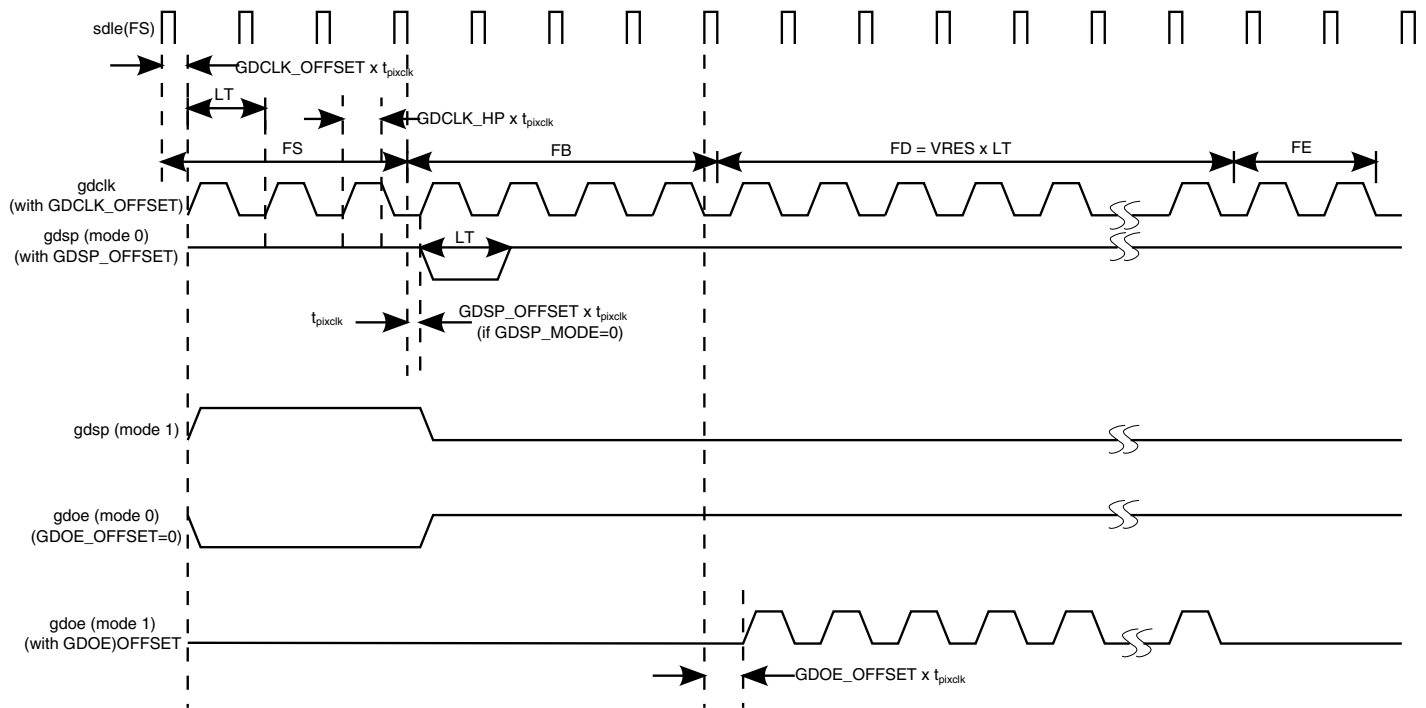 sdle(FS)
GDCLK_OFFSET x tpixclk
LT
GDCLK_HP x tpixclk
FS
FB
FD = VRES x LT
FE
gdclk
(with GDCLK_OFFSET)
gdsp (mode 0)
(with GDSP_OFFSET)
LT
tpixclk
GDSP_OFFSET x tpixclk
(if GDSP_MODE=0)
gdsp (mode 1)
gdoe (mode 0)
(GDOE_OFFSET=0)
gdoe (mode 1)
(with GDOE)OFFSET
GDOE_OFFSET x tpixclk